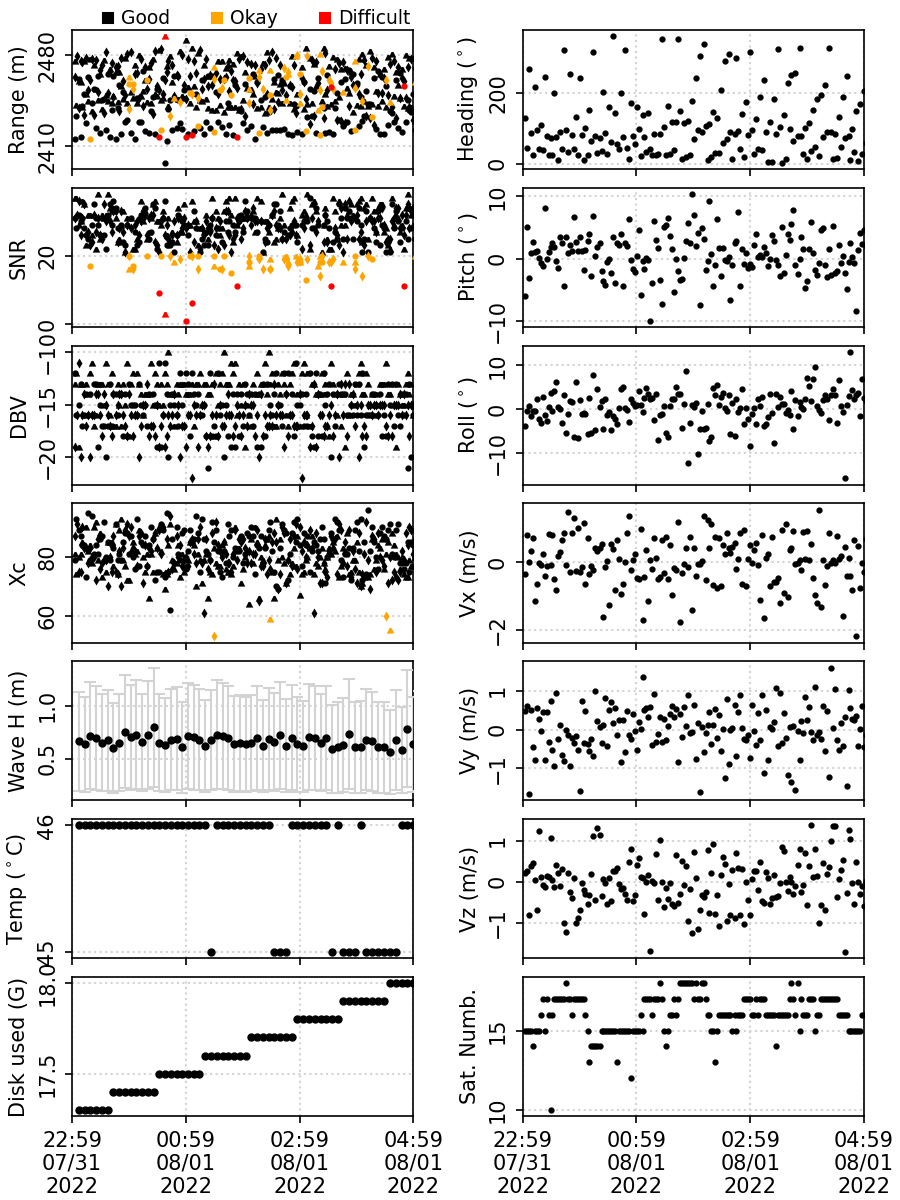 Good Okay Difficult
Range (m)
2480
2410
Heading (°)
200
0
SNR
20
00
Pitch (°)
10
0
−10
DBV
−10
−15
−20
Roll (°)
10
0
−10
Xc
80
60
Vx (m/s)
0
−2
Wave H (m)
1.0
0.5
Vy (m/s)
1
0
−1
Temp (°C)
46
45
Vz (m/s)
1
0
−1
Disk used (G)
18.0
17.5
Sat. Numb.
15
10
22:59 00:59 02:59 04:59
07/31 08/01 08/01 08/01
2022 2022 2022 2022
22:59 00:59 02:59 04:59
07/31 08/01 08/01 08/01
2022 2022 2022 2022